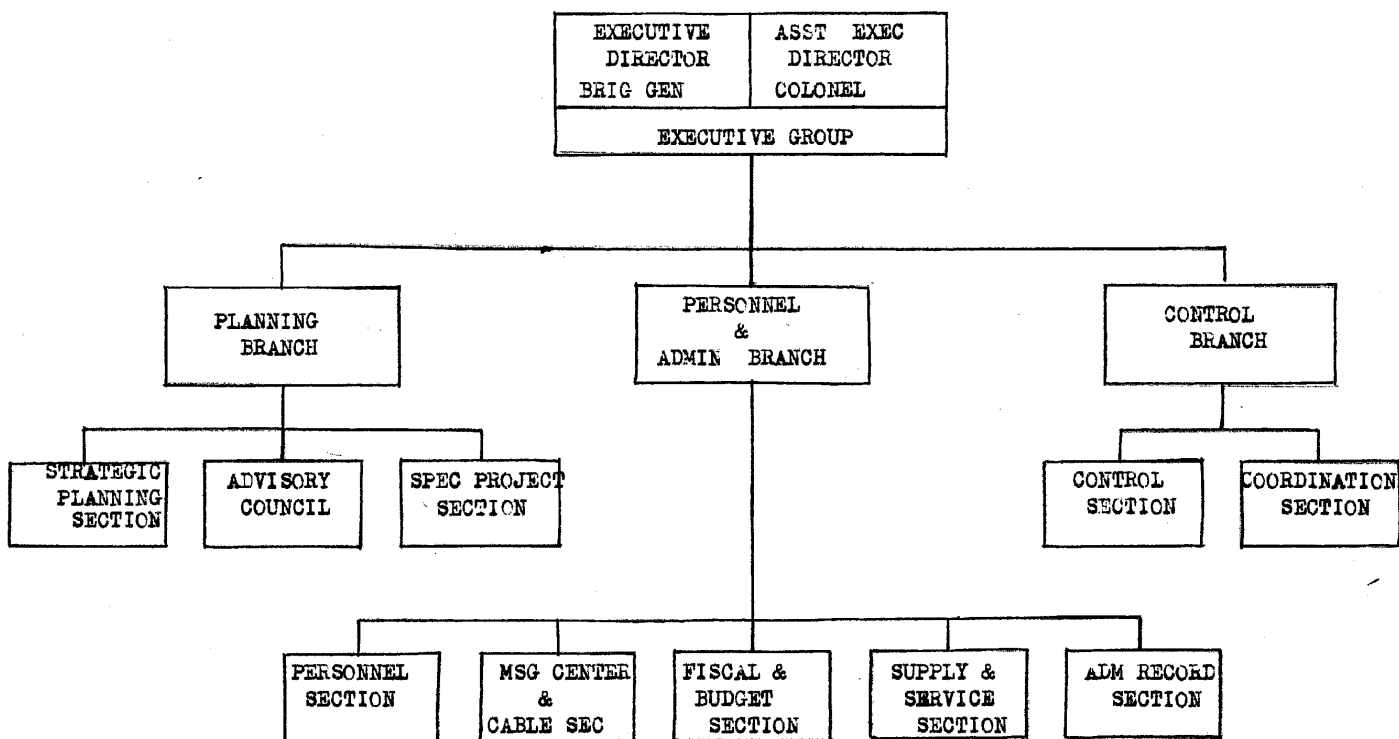 EXECUTIVE
DIRECTOR
BRIG GEN
ASST EXEC
DIRECTOR
COLONEL
EXECUTIVE GROUP
PLANNING
BRANCH
PERSONNEL
&
ADMIN BRANCH
CONTROL
BRANCH
STRATEGIC
PLANNING
SECTION
ADVISORY
COUNCIL
SPEC PROJECT
SECTION
CONTROL
SECTION
COORDINATION
SECTION
PERSONNEL
SECTION
MSG CENTER
&
CABLE SEC
FISCAL &
BUDGET
SECTION
SUPPLY &
SERVICE
SECTION
ADM RECORD
SECTION